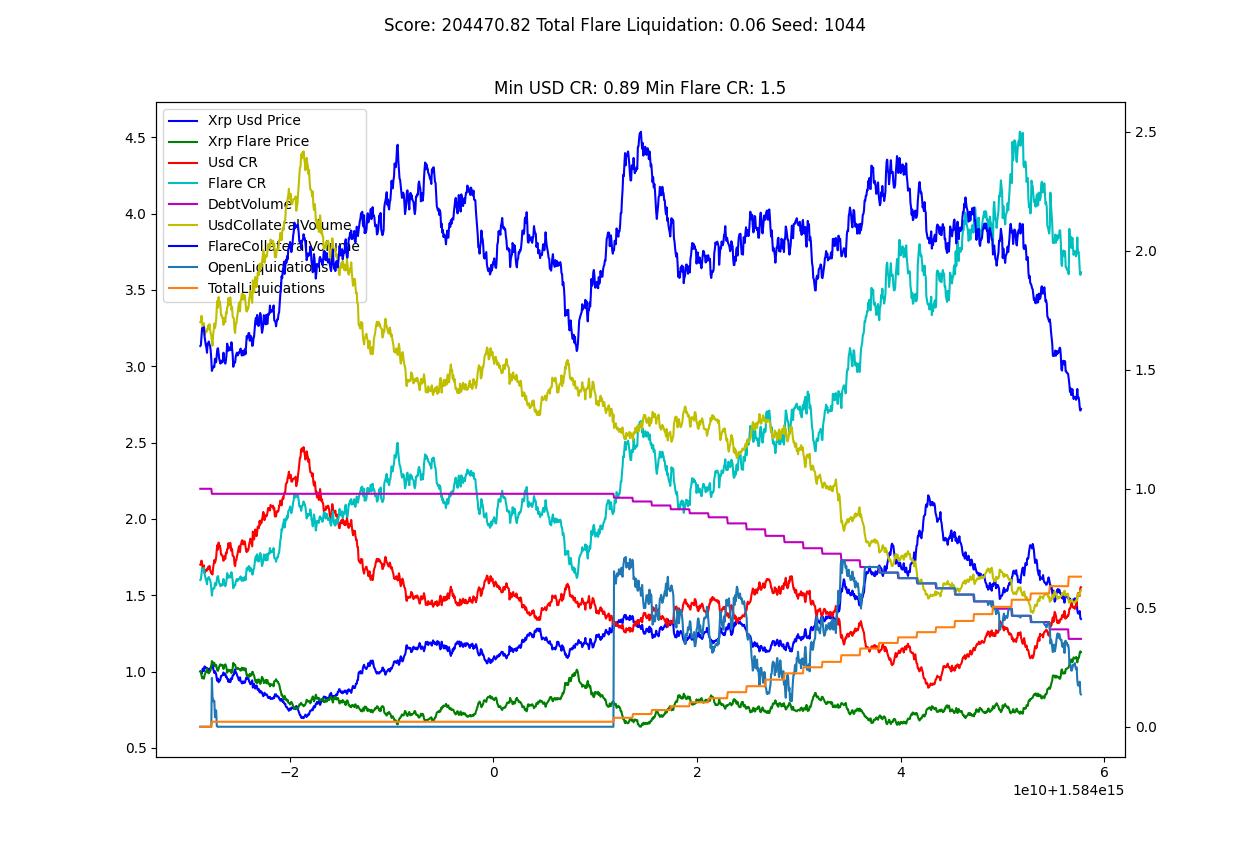 Score: 204470.82 Total Flare Liquidation: 0.06 Seed: 1044
Min USD CR: 0.89 Min Flare CR: 1.5
Xrp Usd Price
Xrp Flare Price
Usd CR
Flare CR
DebtVolume
UsdCollateralVolume
FlareCollateralVolume
OpenLiquidations
TotalLiquidations
4.5
4.0
3.5
3.0
2.5
2.0
1.5
1.0
0.5
2.5
2.0
1.5
1.0
0.5
0.0
−2 0 2 4 6
1e10+1.584e15